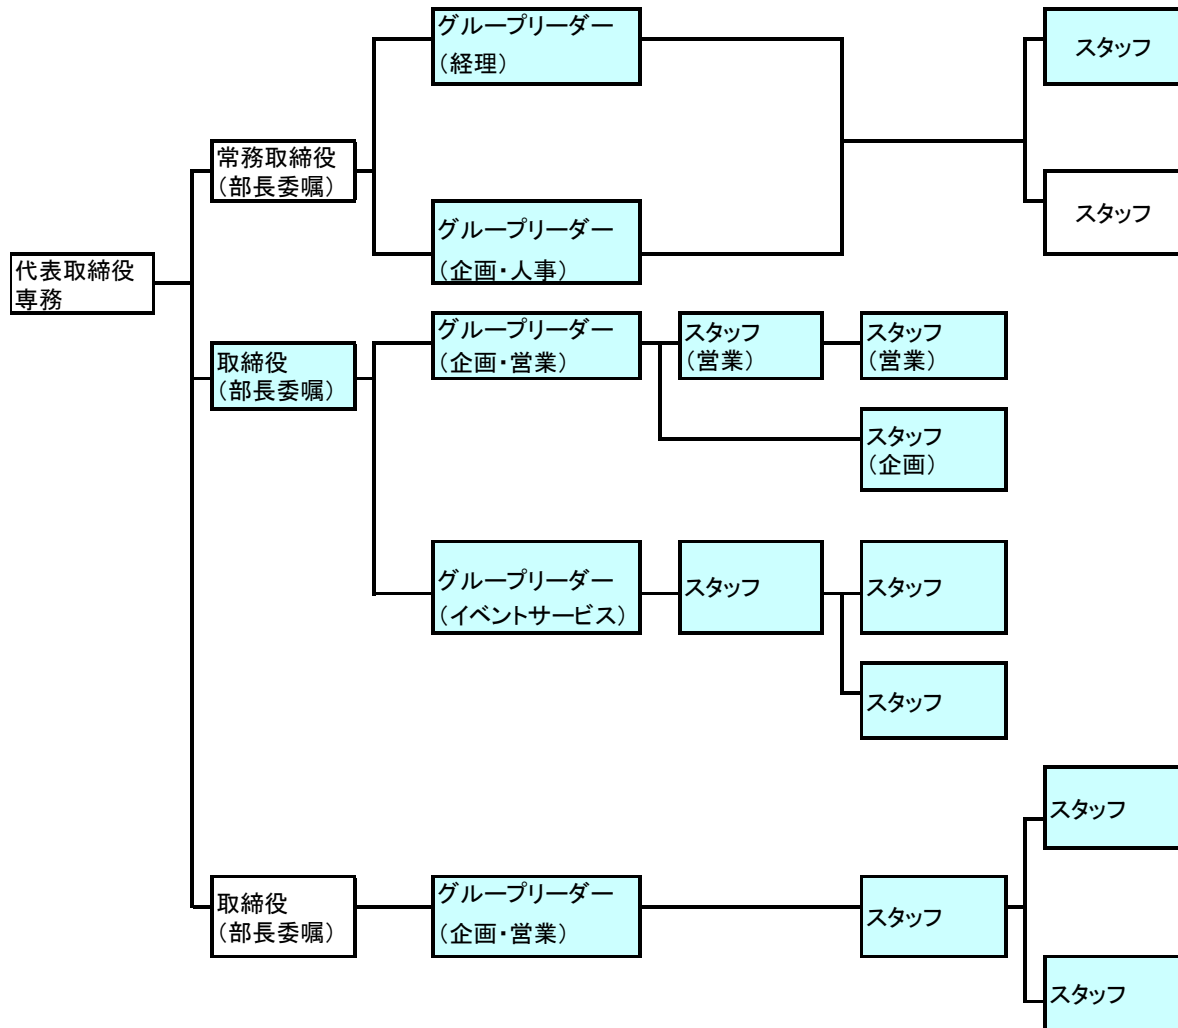 グループリーダー
（経理）
スタッフ
常務取締役
（部長委嘱）
グループリーダー
（企画・人事）
スタッフ
代表取締役
専務
取締役
（部長委嘱）
グループリーダー
（企画・営業）
スタッフ
（営業）
スタッフ
（営業）
スタッフ
（企画）
グループリーダー
（イベントサービス）
スタッフ
スタッフ
スタッフ
スタッフ
取締役
（部長委嘱）
グループリーダー
（企画・営業）
スタッフ
スタッフ